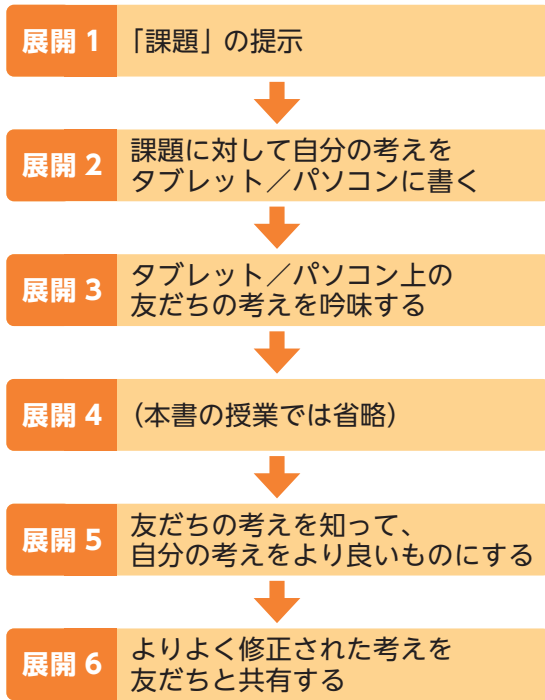 展開 1 「課題」の提示
展開 2 課題に対して自分の考えを
タブレット／パソコンに書く
展開 3 タブレット／パソコン上の
友だちの考えを吟味する
展開 4 (本書の授業では省略)
展開 5 友だちの考えを知って、
自分の考えをより良いものにする
展開 6 よりよく修正された考えを
友だちと共有する